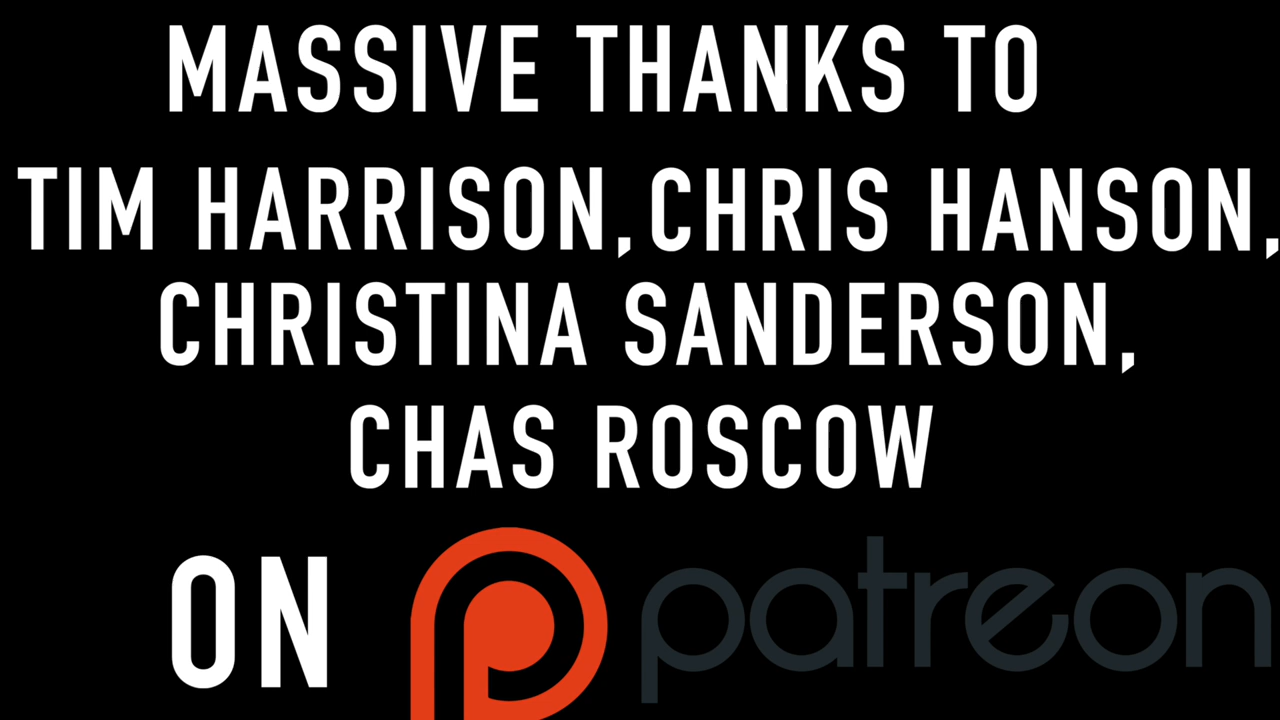 MASSIVE THANKS TO
TIM HARRISON, CHRIS HANSON,
CHRISTINA SANDERSON,
CHAS ROSCOW
ON patreon